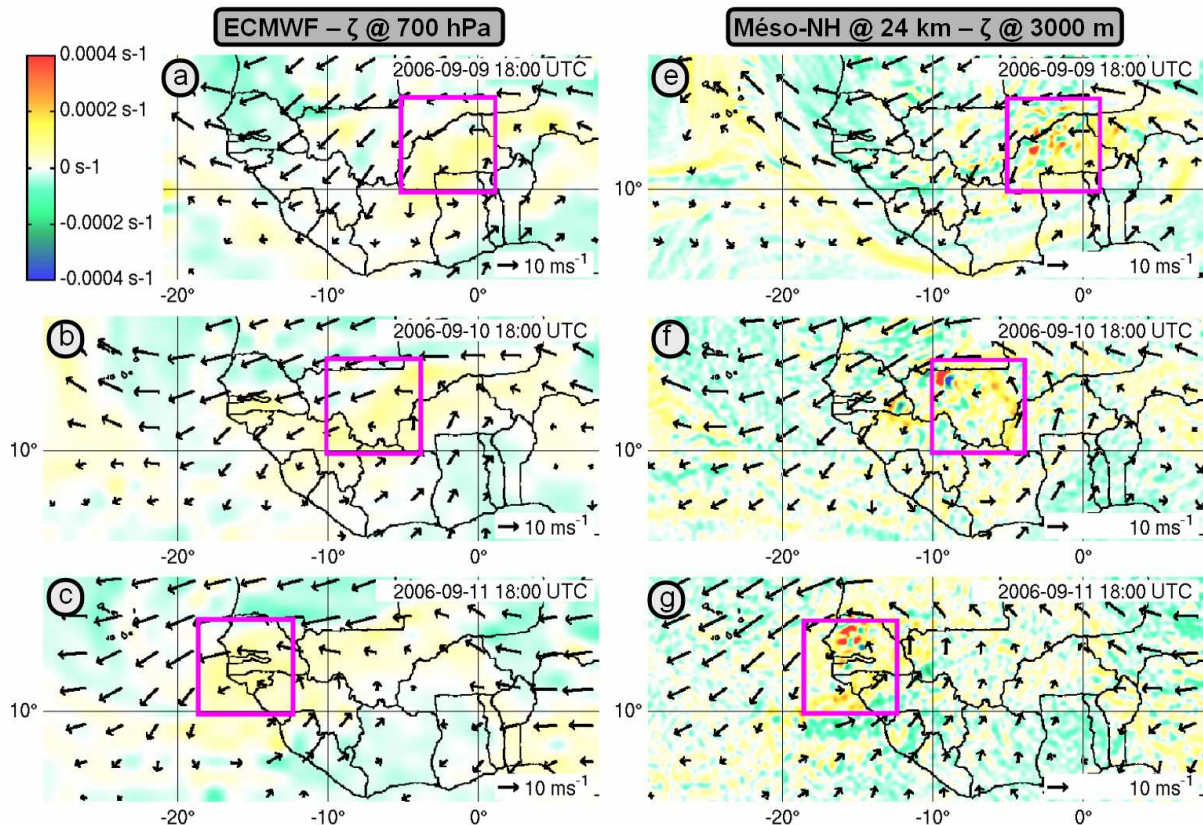 ECMWF – ζ @ 700 hPa
Méso-NH @ 24 km – ζ @ 3000 m
0.0004 s-1
0.0002 s-1
0 s-1
-0.0002 s-1
-0.0004 s-1
a
2006-09-09 18:00 UTC
10°
10 ms-1
-20° -10° 0°
e
2006-09-09 18:00 UTC
10°
10 ms-1
-20° -10° 0°
b
2006-09-10 18:00 UTC
10°
10 ms-1
-20° -10° 0°
f
2006-09-10 18:00 UTC
10°
10 ms-1
-20° -10° 0°
c
2006-09-11 18:00 UTC
10°
10 ms-1
-20° -10° 0°
g
2006-09-11 18:00 UTC
10°
10 ms-1
-20° -10° 0°